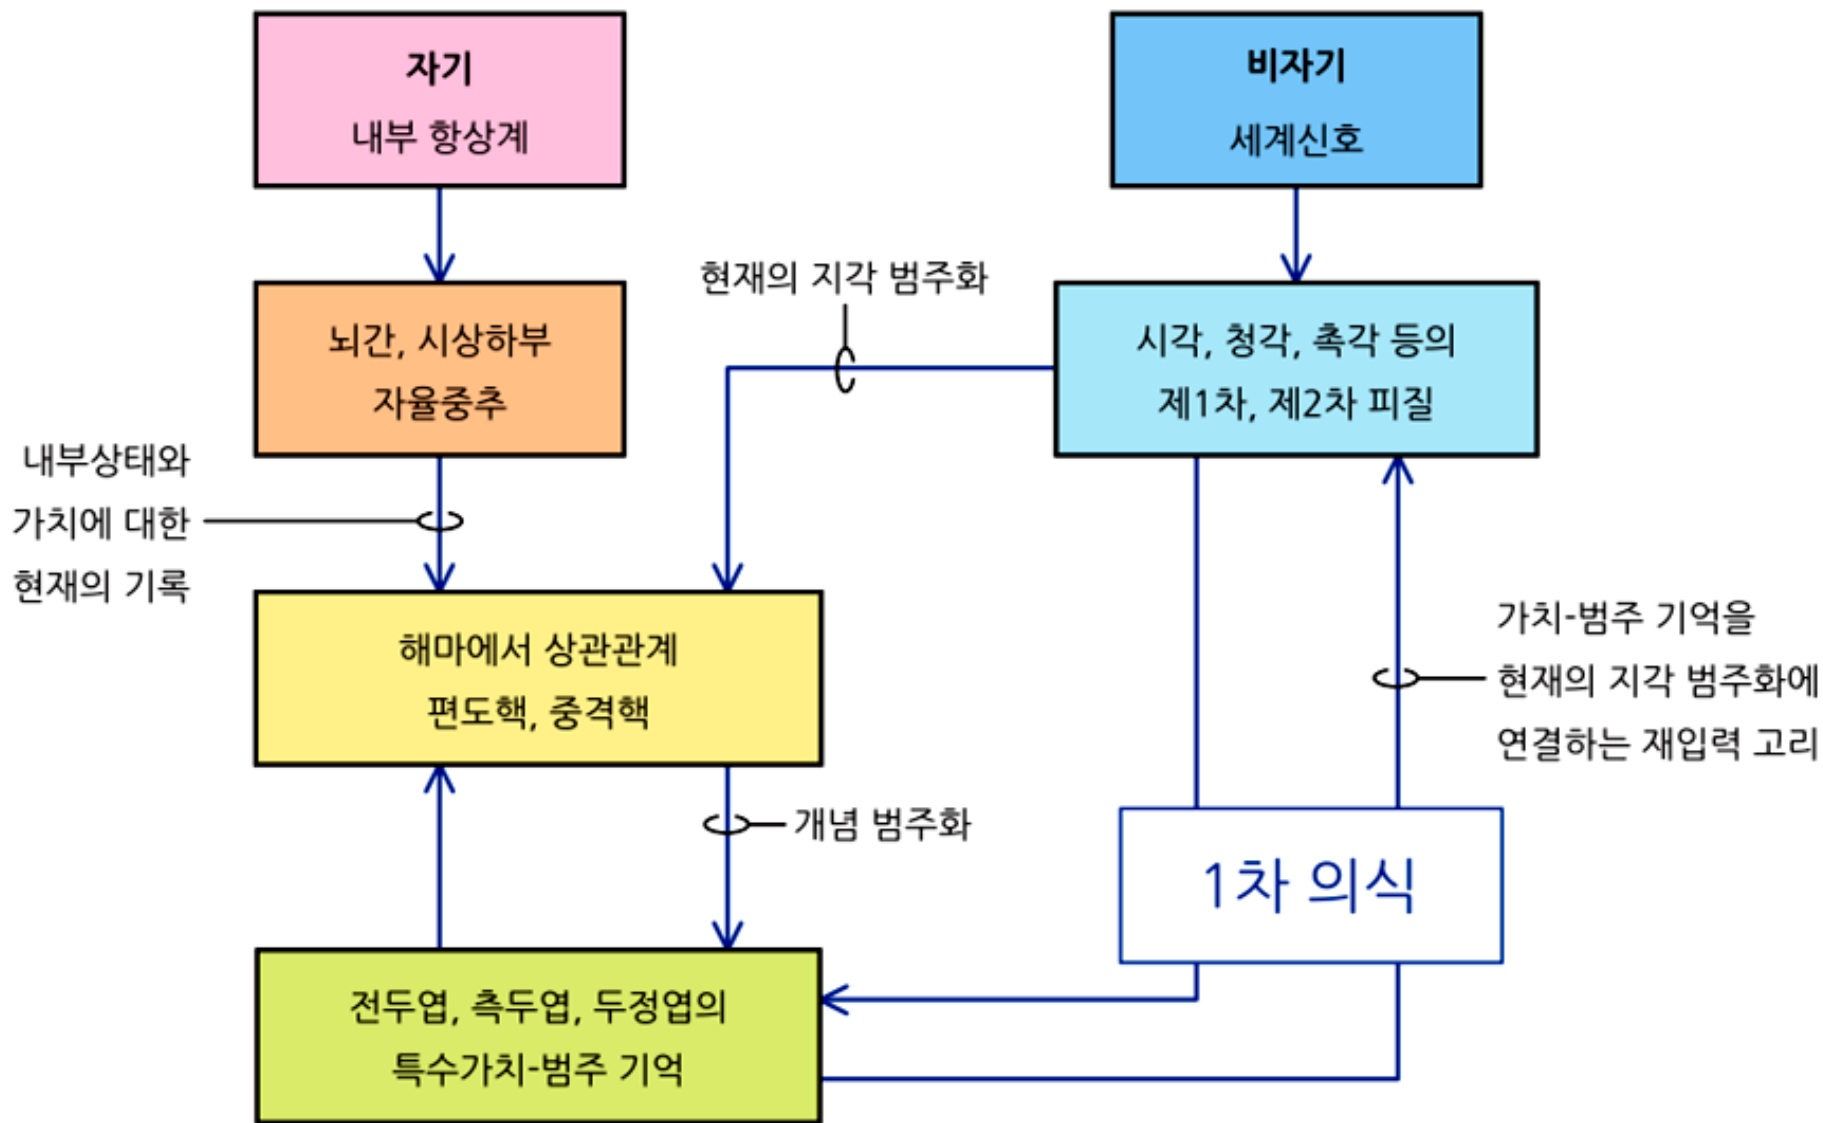 자기
내부 항상계
비자기
세계신호
현재의 지각 범주화
뇌간, 시상하부
자율중추
시각, 청각, 촉각 등의
제1차, 제2차 피질
내부상태와
가치에 대한
현재의 기록
해마에서 상관관계
편도핵, 중격핵
가치-범주 기억을
현재의 지각 범주화에
연결하는 재입력 고리
개념 범주화
1차 의식
전두엽, 측두엽, 두정엽의
특수가치-범주 기억